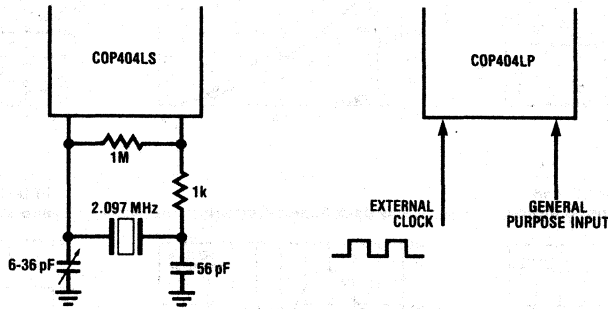 COP404LS
1M
1k
2.097 MHz
6-36 pF
56 pF
COP404LP
EXTERNAL
CLOCK
GENERAL
PURPOSE INPUT